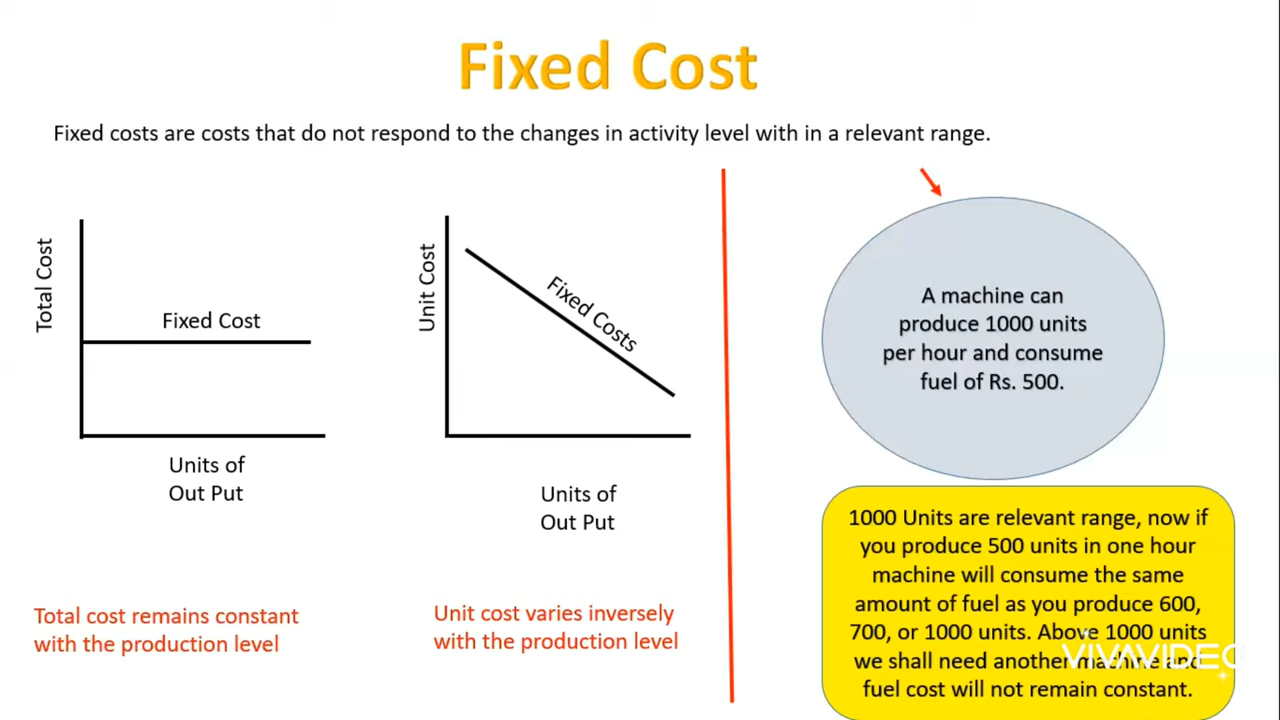 Fixed Cost
Fixed costs are costs that do not respond to the changes in activity level with in a relevant range.
Total Cost
Fixed Cost
Units of
Out Put
Total cost remains constant
with the production level
Unit Cost
Fixed Costs
Units of
Out Put
Unit cost varies inversely
with the production level
A machine can
produce 1000 units
per hour and consume
fuel of Rs. 500.
1000 Units are relevant range, now if
you produce 500 units in one hour
machine will consume the same
amount of fuel as you produce 600,
700, or 1000 units. Above 1000 units
we shall need another machine and
fuel cost will not remain constant.
VIVAVIDEO